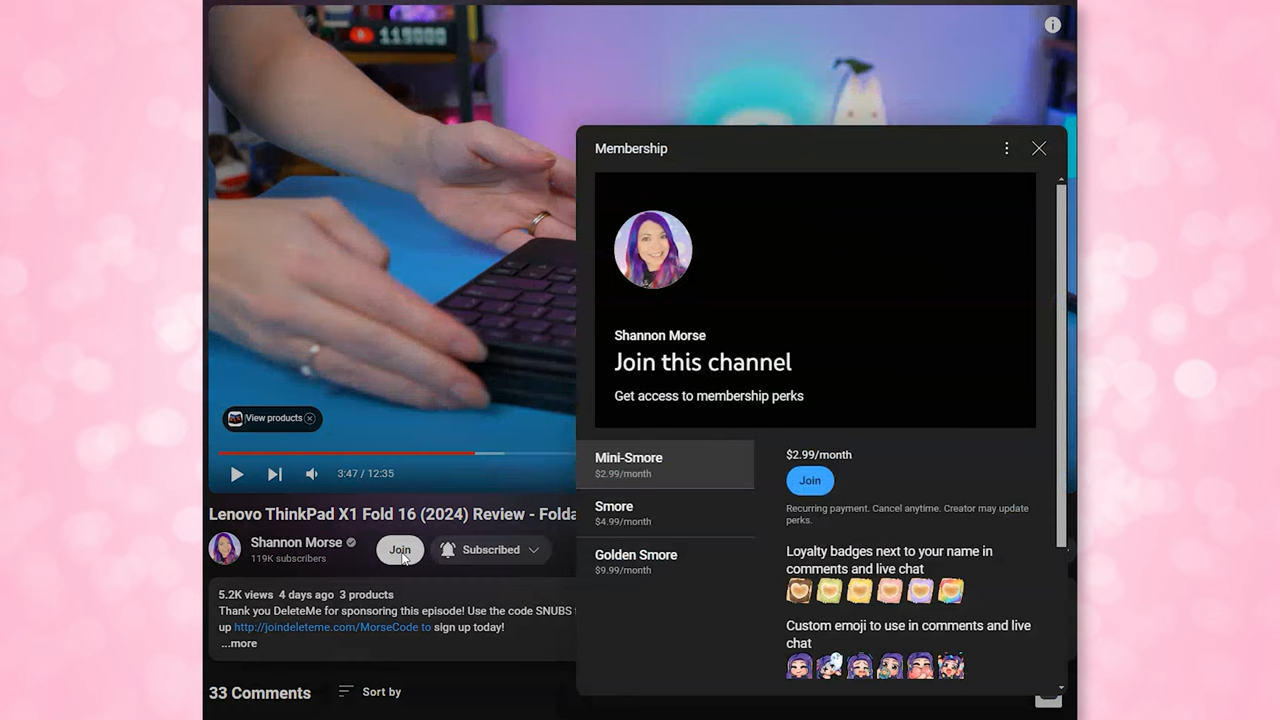 115000
Membership
Shannon Morse
Join this channel
Get access to membership perks
View products
3:47 / 12:35
Mini-Smore
$2.99/month
Smore
$4.99/month
Golden Smore
$9.99/month
$2.99/month
Join
Recurring payment. Cancel anytime. Creator may update
perks.
Loyalty badges next to your name in
comments and live chat
Custom emoji to use in comments and live
chat
Lenovo ThinkPad X1 Fold 16 (2024) Review - Folda
Shannon Morse
119K subscribers
Join
Subscribed
5.2K views 4 days ago 3 products
Thank you DeleteMe for sponsoring this episode! Use the code SNUBS
up http://joindeleteme.com/MorseCode to sign up today!
...more
33 Comments
Sort by